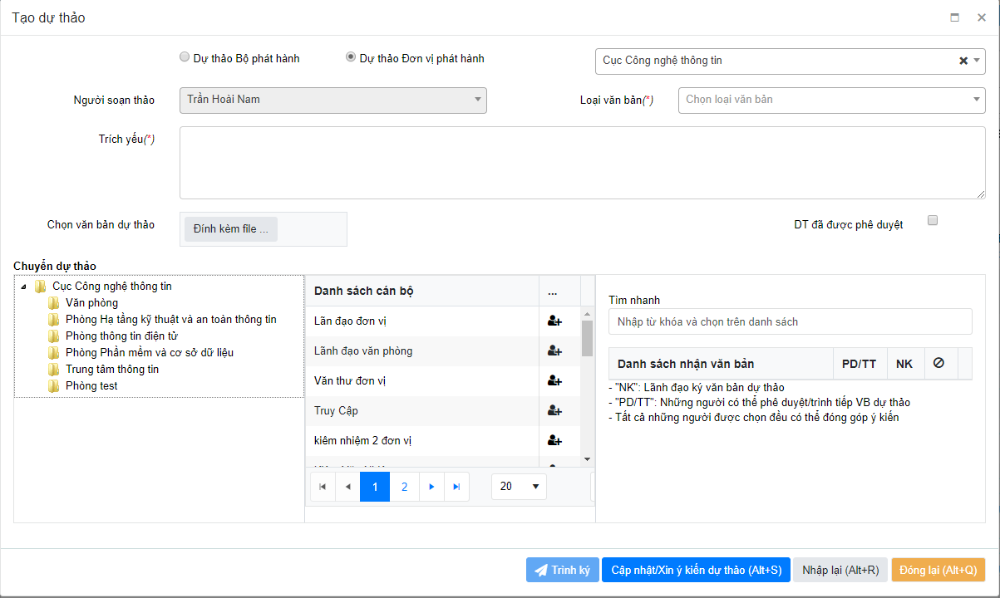 Tạo dự thảo
Dự thảo Bộ phát hành
Dự thảo Đơn vị phát hành
Cục Công nghệ thông tin
Người soạn thảo
Trần Hoài Nam
Loại văn bản(*)
Chọn loại văn bản
Trích yếu(*)
Chọn văn bản dự thảo
Đính kèm file ...
DT đã được phê duyệt
Chuyển dự thảo
Cục Công nghệ thông tin
Văn phòng
Phòng Hạ tầng kỹ thuật và an toàn thông tin
Phòng thông tin điện tử
Phòng Phần mềm và cơ sở dữ liệu
Trung tâm thông tin
Phòng test
Danh sách cán bộ
...
Lãn đạo đơn vị
Lãnh đạo văn phòng
Văn thư đơn vị
Truy Cập
kiêm nhiệm 2 đơn vị
1
2
20
Tìm nhanh
Nhập từ khóa và chọn trên danh sách
Danh sách nhận văn bản
PD/TT
NK
- "NK": Lãnh đạo ký văn bản dự thảo
- "PD/TT": Những người có thể phê duyệt/trình tiếp VB dự thảo
- Tất cả những người được chọn đều có thể đóng góp ý kiến
Trình ký
Cập nhật/Xin ý kiến dự thảo (Alt+S)
Nhập lại (Alt+R)
Đóng lại (Alt+Q)